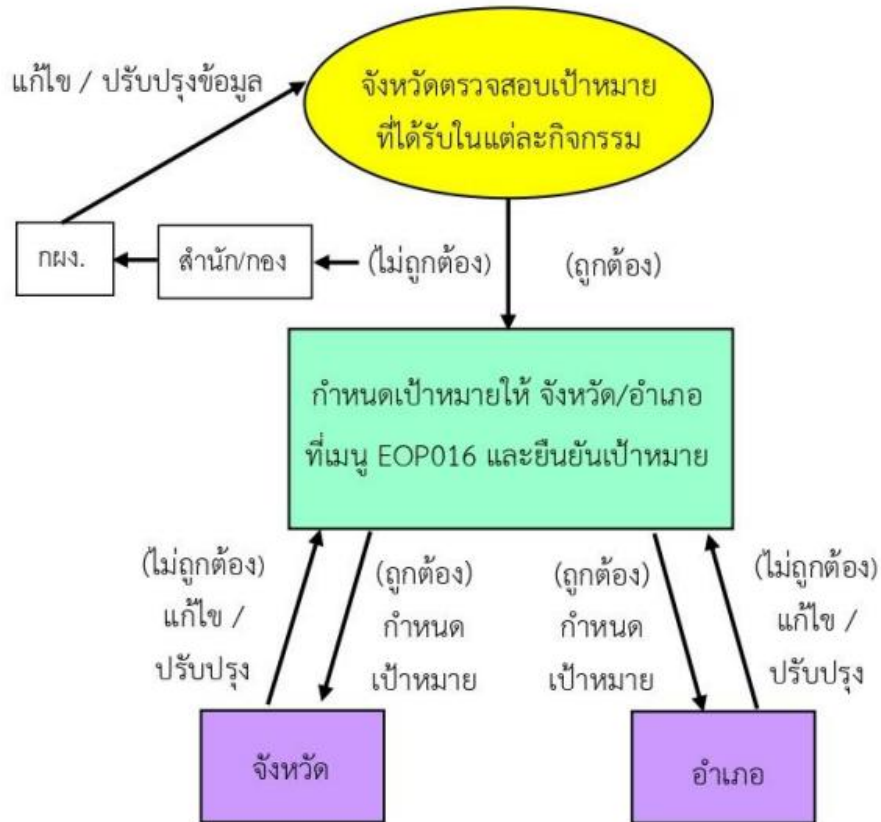 แก้ไข / ปรับปรุงข้อมูล
จังหวัดตรวจสอบเป้าหมาย
ที่ได้รับในแต่ละกิจกรรม
กผง.
สำนัก/กอง
(ไม่ถูกต้อง)
(ถูกต้อง)
กำหนดเป้าหมายให้ จังหวัด/อำเภอ
ที่เมนู EOP016 และยืนยันเป้าหมาย
(ไม่ถูกต้อง)
แก้ไข /
ปรับปรุง
(ถูกต้อง)
กำหนด
เป้าหมาย
(ถูกต้อง)
กำหนด
เป้าหมาย
(ไม่ถูกต้อง)
แก้ไข /
ปรับปรุง
จังหวัด
อำเภอ